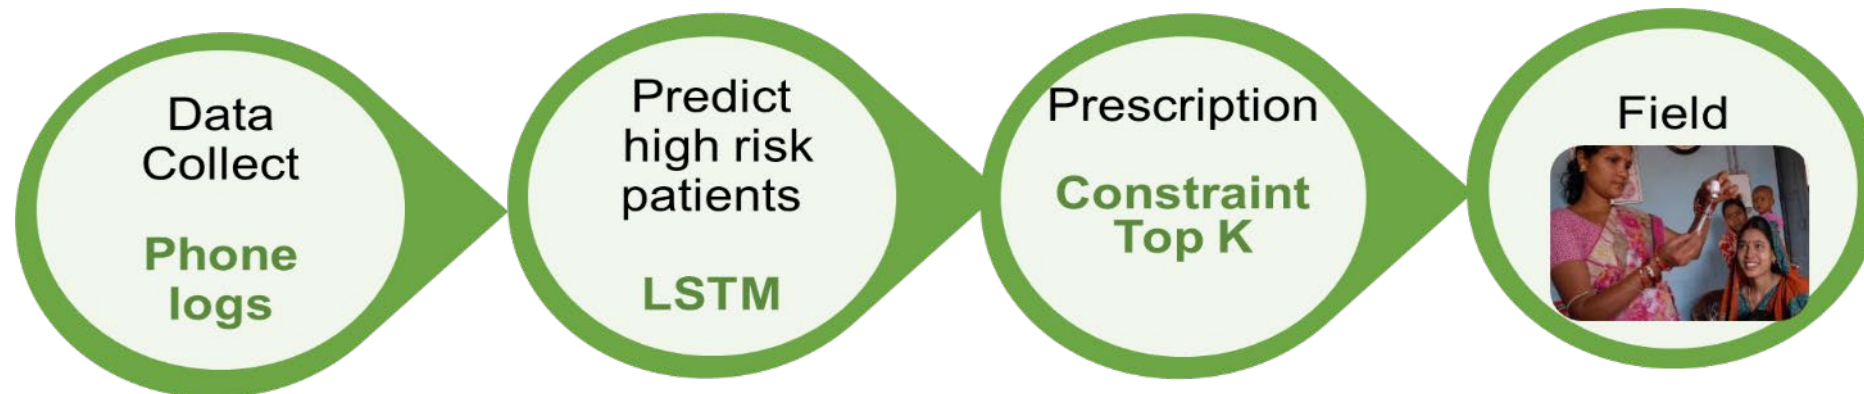 Data
Collect
Phone
logs
Predict
high risk
patients
LSTM
Prescription
Constraint
Top K
Field